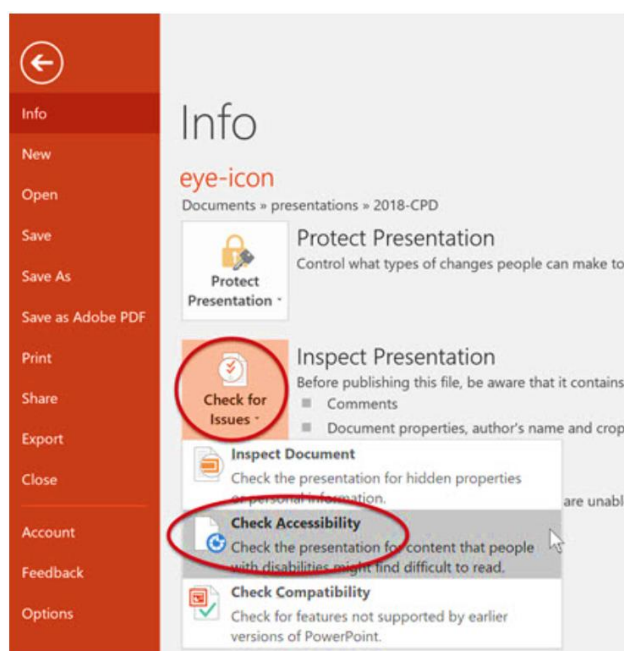 Info
New
Open
Save
Save As
Save as Adobe PDF
Print
Share
Export
Close
Account
Feedback
Options
Info
eye-icon
Documents » presentations » 2018-CPD
Protect
Presentation
Protect Presentation
Control what types of changes people can make to
Check for
Issues
Inspect Presentation
Before publishing this file, be aware that it contains
Comments
Document properties, author's name and crop
Inspect Document
Check the presentation for hidden properties
or personal information.
are unabl
Check Accessibility
Check the presentation for content that people
with disabilities might find difficult to read.
Check Compatibility
Check for features not supported by earlier
versions of PowerPoint.